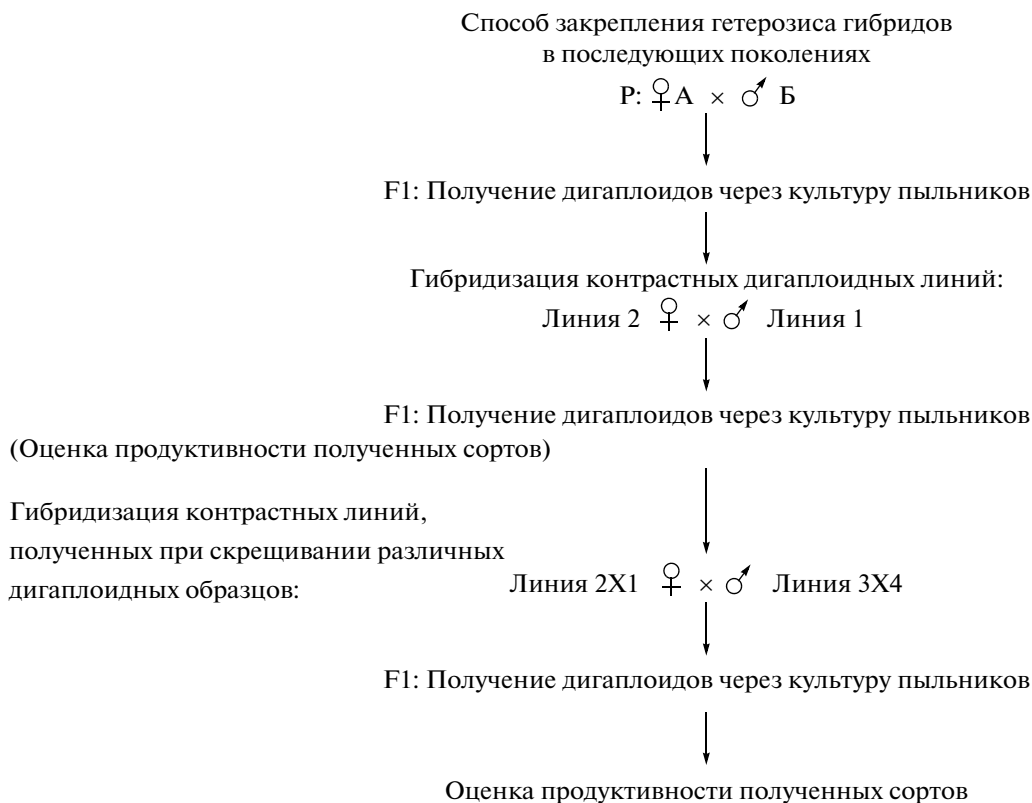 Способ закрепления гетерозиса гибридов
в последующих поколениях
P: ♀ А × ♂ Б
F1: Получение дигаплоидов через культуру пыльников
Гибридизация контрастных дигаплоидных линий:
Линия 2 ♀ × ♂ Линия 1
F1: Получение дигаплоидов через культуру пыльников
(Оценка продуктивности полученных сортов)
Гибридизация контрастных линий,
полученных при скрещивании различных
дигаплоидных образцов:
Линия 2X1 ♀ × ♂ Линия 3X4
F1: Получение дигаплоидов через культуру пыльников
Оценка продуктивности полученных сортов